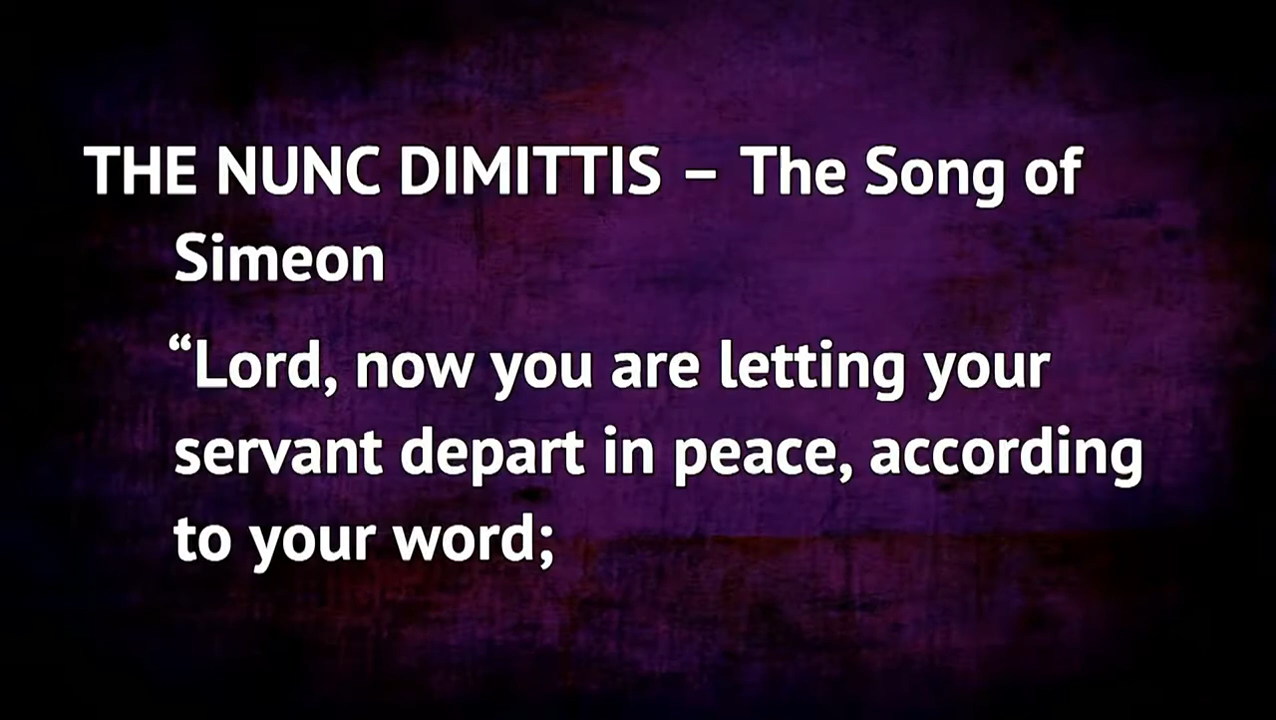 THE NUNC DIMITTIS – The Song of
Simeon
“Lord, now you are letting your
servant depart in peace, according
to your word;